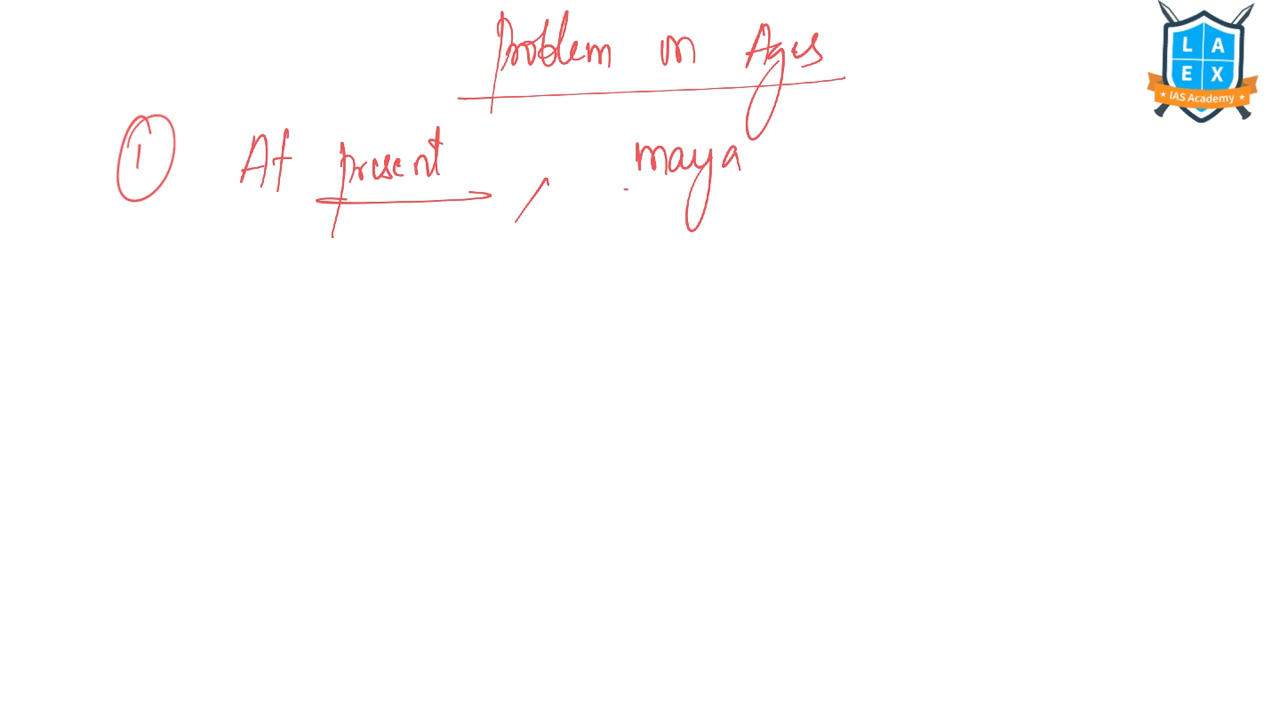 Problem on Ages
① At present, maya
L A
E X
IAS Academy